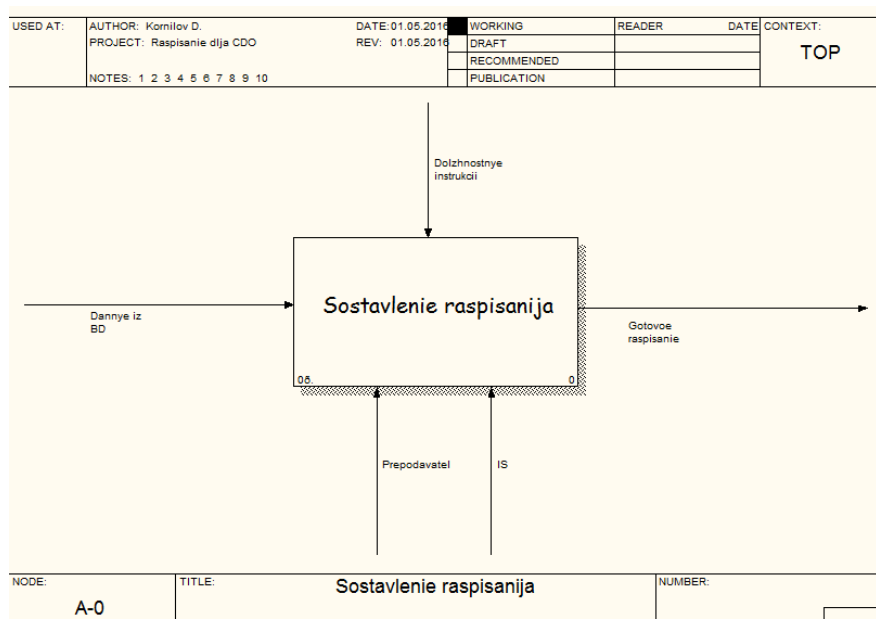 USED AT:
AUTHOR: Kornilov D.
DATE: 01.05.2016
WORKING
READER
DATE
CONTEXT:
PROJECT: Raspisanie dlja CDO
REV: 01.05.2016
DRAFT
TOP
RECOMMENDED
NOTES: 1 2 3 4 5 6 7 8 9 10
PUBLICATION
Dolzhnostnye
instrukcii
Sostavlenie raspisanija
Dannye iz
BD
Gotovoe
raspisanie
0б.
0
Prepodavatel
IS
NODE:
TITLE:
Sostavlenie raspisanija
NUMBER:
A-0